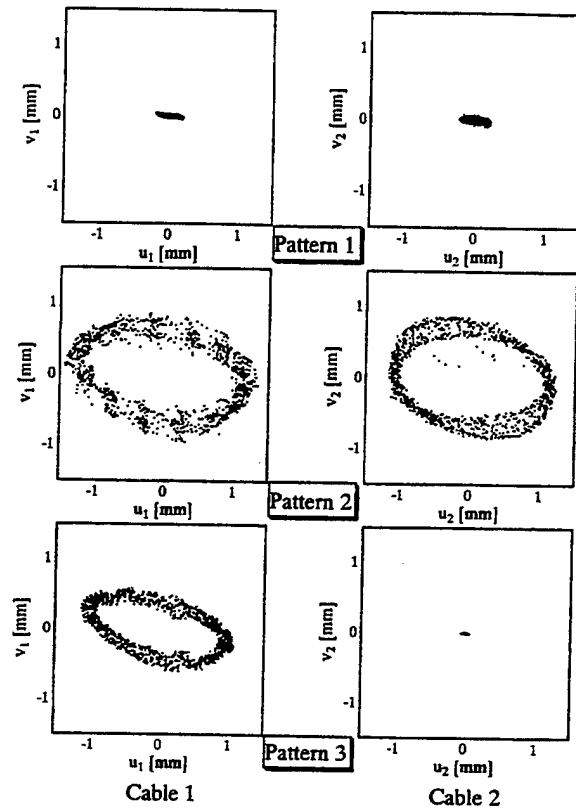 1
0
-1
v1 [mm]
-1 0 1
u1 [mm]
1
0
-1
v2 [mm]
-1 0 1
u2 [mm]
Pattern 1
1
0
-1
v1 [mm]
-1 0 1
u1 [mm]
1
0
-1
v2 [mm]
-1 0 1
u2 [mm]
Pattern 2
1
0
-1
v1 [mm]
-1 0 1
u1 [mm]
1
0
-1
v2 [mm]
-1 0 1
u2 [mm]
Pattern 3
Cable 1
Cable 2